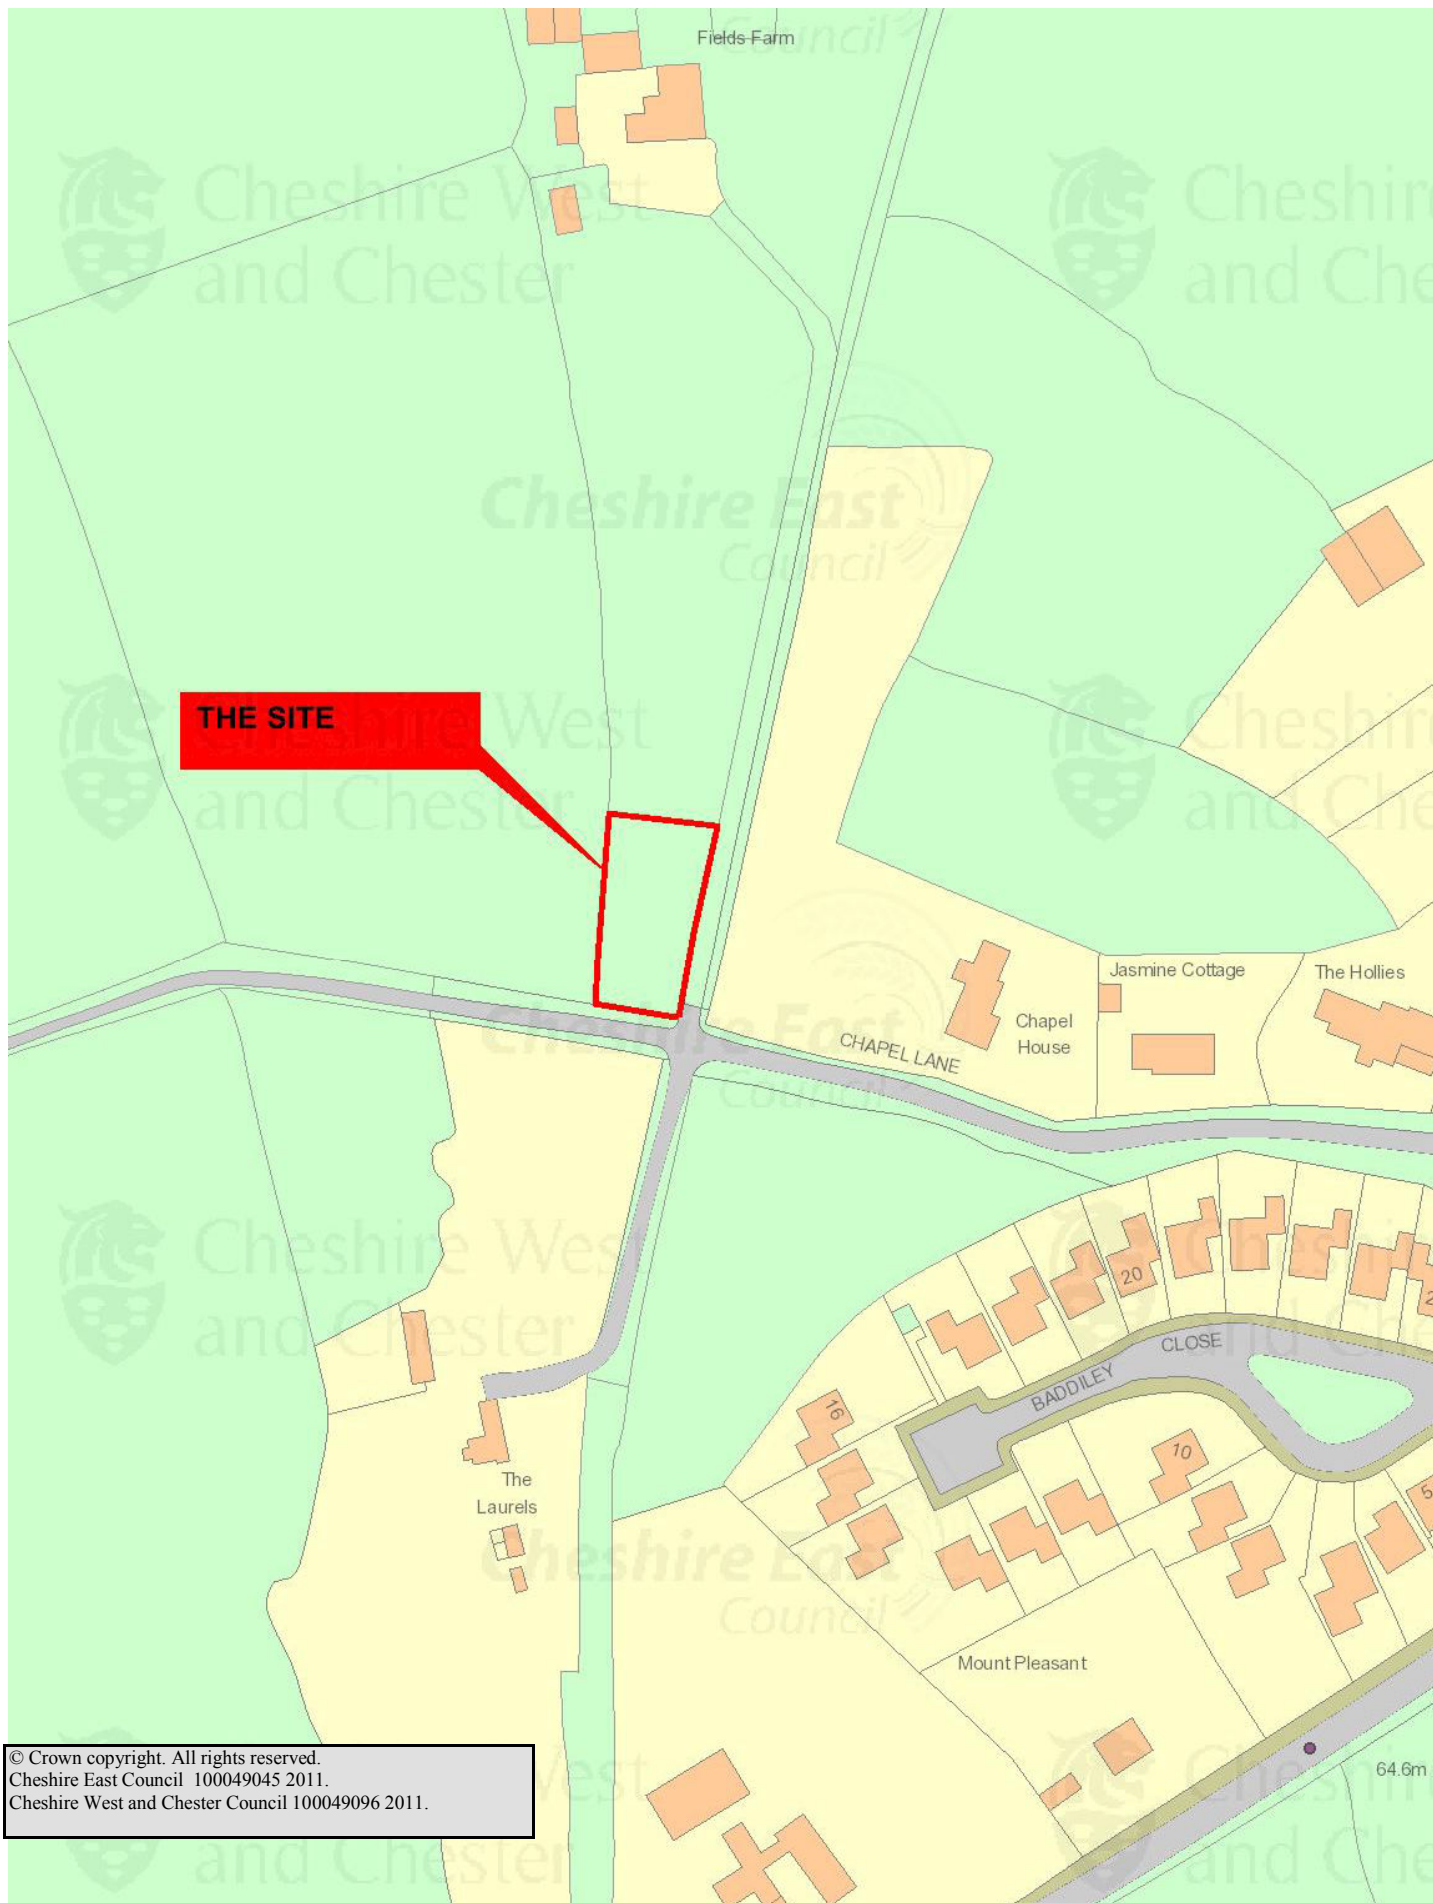 Fields Farm
THE SITE
Jasmine Cottage
The Hollies
Chapel
House
CHAPEL LANE
20
CLOSE
BADDILEY
16
10
The
Laurels
5
Mount Pleasant
64.6m
© Crown copyright. All rights reserved.
Cheshire East Council 100049045 2011.
Cheshire West and Chester Council 100049096 2011.
Cheshire West
and Chester
Cheshire East
Council